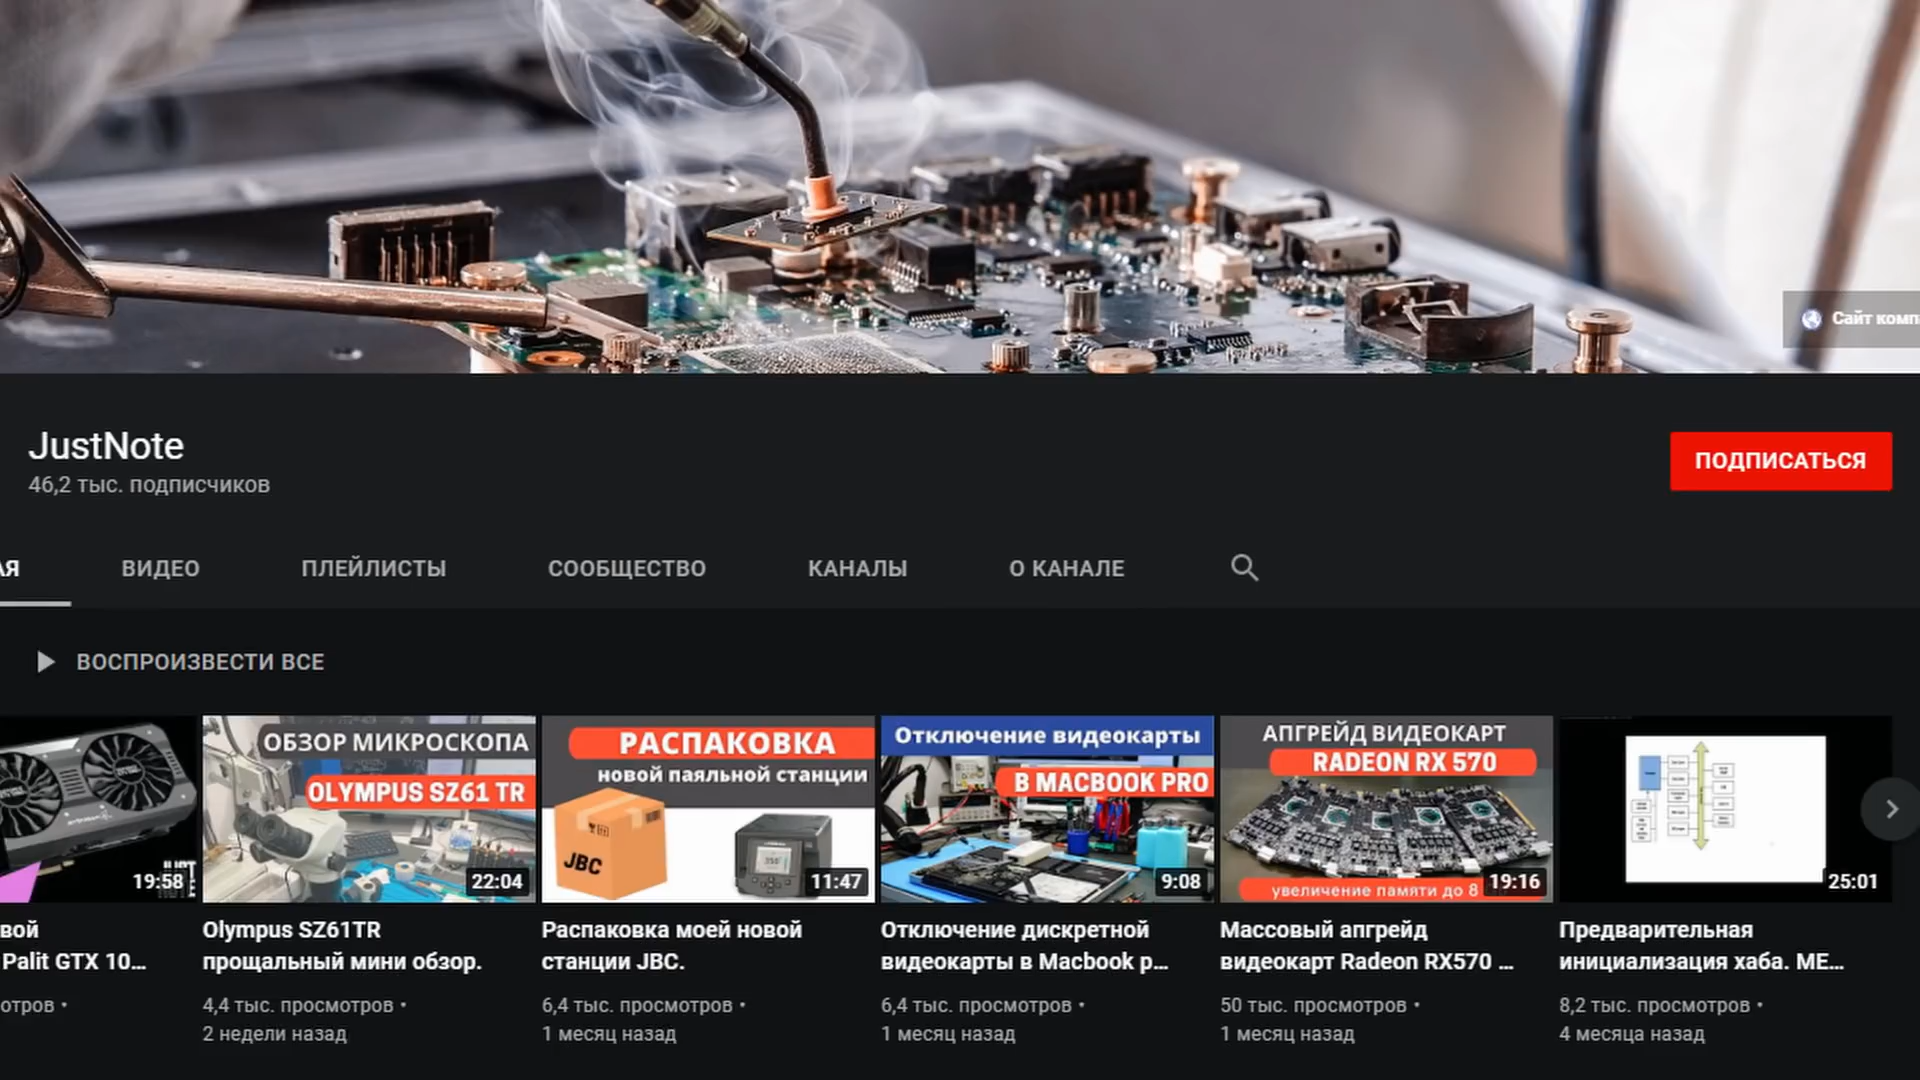 Сайт комп
JustNote
46,2 тыс. подписчиков
ПОДПИСАТЬСЯ
АЯ
ВИДЕО
ПЛЕЙЛИСТЫ
СООБЩЕСТВО
КАНАЛЫ
О КАНАЛЕ
ВОСПРОИЗВЕСТИ ВСЕ
19:58
ОБЗОР МИКРОСКОПА
OLYMPUS SZ61 TR
22:04
РАСПАКОВКА
новой паяльной станции
JBC
11:47
Отключение видеокарты
В MACBOOK PRO
9:08
АПГРЕЙД ВИДЕОКАРТ
RADEON RX 570
увеличение памяти до 8
19:16
25:01
вой
Palit GTX 10...
отров •
Olympus SZ61TR
прощальный мини обзор.
4,4 тыс. просмотров •
2 недели назад
Распаковка моей новой
станции JBC.
6,4 тыс. просмотров •
1 месяц назад
Отключение дискретной
видеокарты в Macbook p...
6,4 тыс. просмотров •
1 месяц назад
Массовый апгрейд
видеокарт Radeon RX570 ...
50 тыс. просмотров •
1 месяц назад
Предварительная
инициализация хаба. ME...
8,2 тыс. просмотров •
4 месяца назад